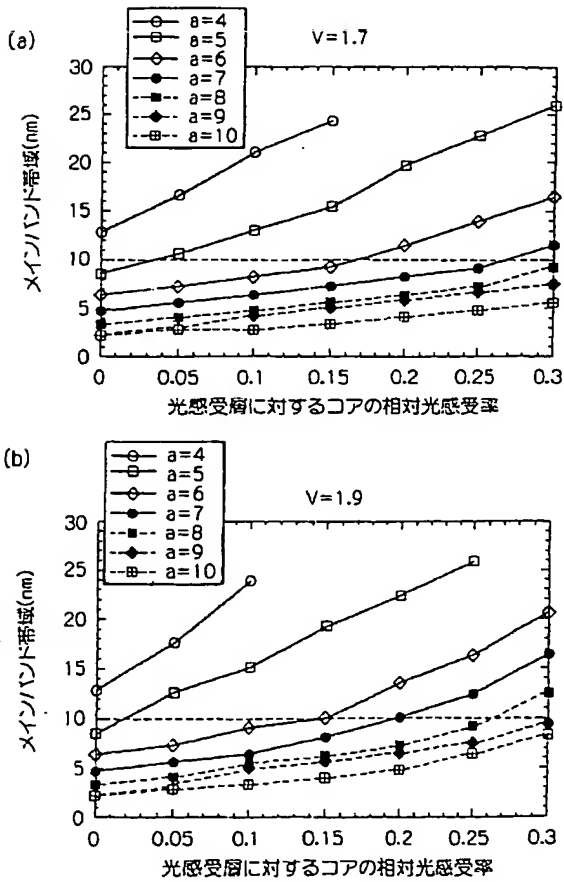 (a)
V=1.7
a=4
a=5
a=6
a=7
a=8
a=9
a=10
メインバンド帯域(nm)
30
25
20
15
10
5
0
0 0.05 0.1 0.15 0.2 0.25 0.3
光感受層に対するコアの相対光感受率
(b)
V=1.9
a=4
a=5
a=6
a=7
a=8
a=9
a=10
メインバンド帯域(nm)
30
25
20
15
10
5
0
0 0.05 0.1 0.15 0.2 0.25 0.3
光感受層に対するコアの相対光感受率